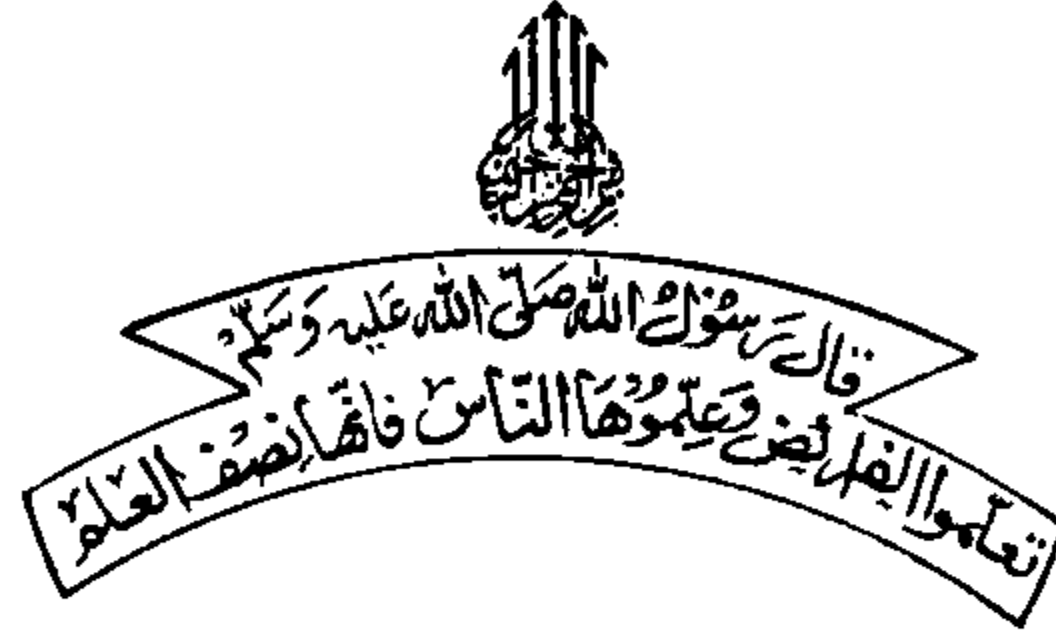 قال رسول الله صلى الله عليه وسلم
تعلموا الفرائض وعلموها الناس فانها نصف العلم